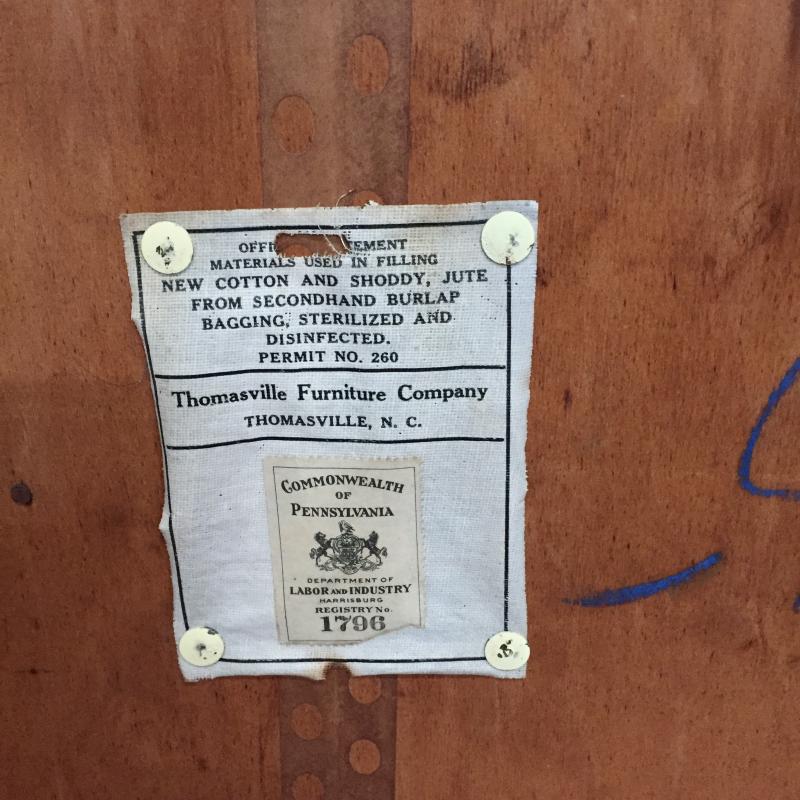 MATERIALS USED IN FILLING
NEW COTTON AND SHODDY, JUTE
FROM SECONDHAND BURLAP
BAGGING, STERILIZED AND
DISINFECTED.
PERMIT NO. 260
Thomasville Furniture Company
THOMASVILLE, N. C.
COMMONWEALTH
OF
PENNSYLVANIA
DEPARTMENT OF
LABOR AND INDUSTRY
HARRISBURG
REGISTRY No.
1796